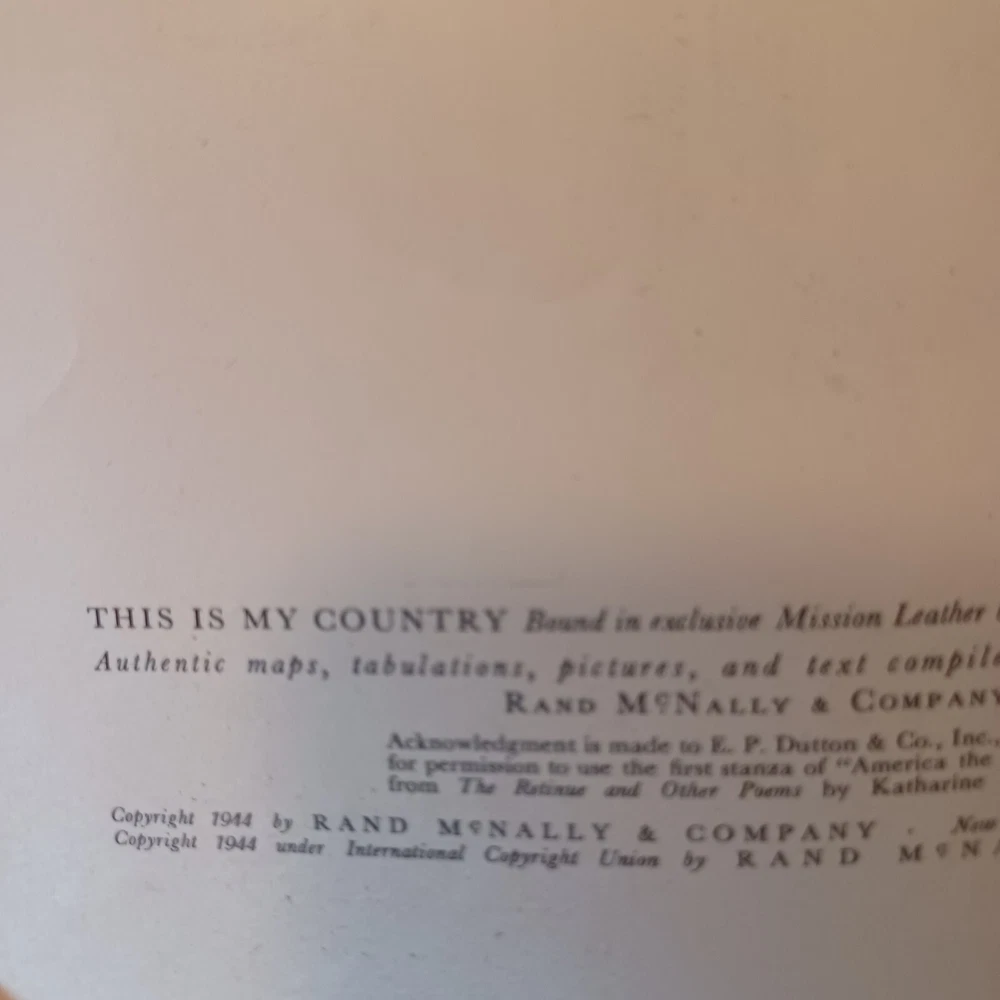 THIS IS MY COUNTRY Bound in exclusive Mission Leather
Authentic maps, tabulations, pictures, and text compile
RAND MCNALLY & COMPANY
Acknowledgment is made to E. P. Dutton & Co., Inc.,
for permission to use the first stanza of "America the
from The Retinue and Other Poems by Katharine
Copyright 1944 by RAND MCNALLY & COMPANY · New
Copyright 1944 under International Copyright Union by RAND MCNA